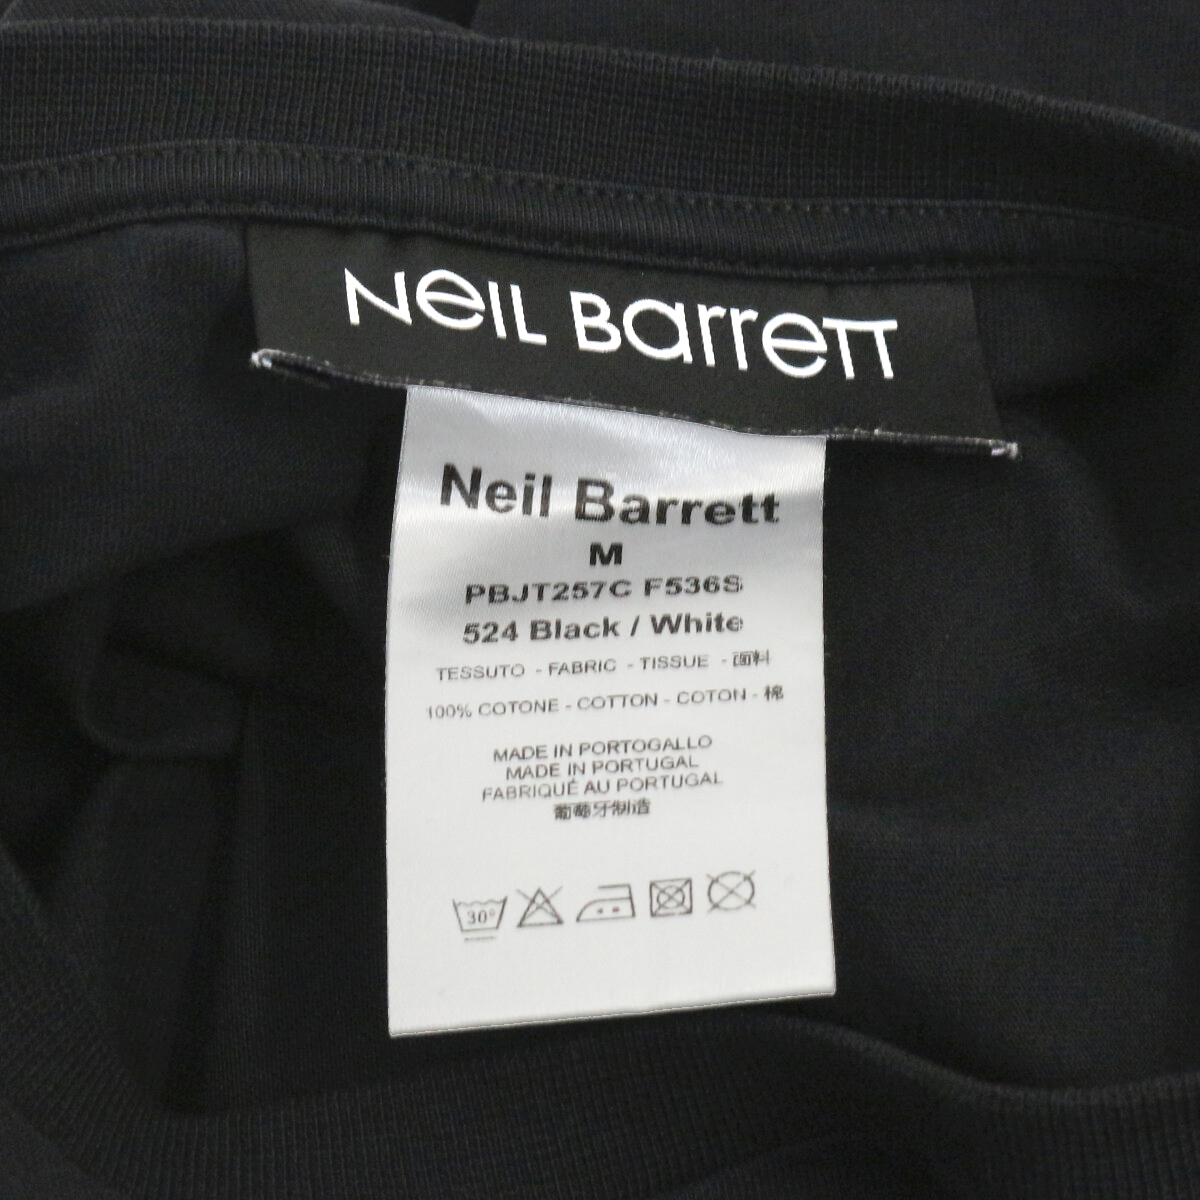 Neil Barrett
Neil Barrett
M
PBJT257C F536S
524 Black / White
TESSUTO - FABRIC - TISSUE - 面料
100% COTONE - COTTON - COTON - 棉
MADE IN PORTOGALLO
MADE IN PORTUGAL
FABRIQUÉ AU PORTUGAL
葡萄牙制造
30°